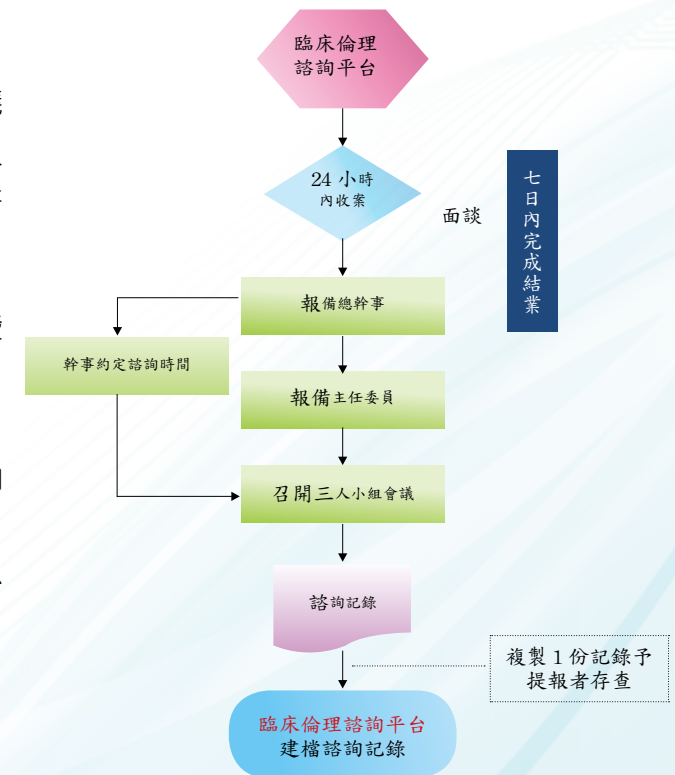 臨床倫理
諮詢平台
24 小時
內收案
面談
七日內完成結業
報備總幹事
幹事約定諮詢時間
報備主任委員
召開三人小組會議
諮詢記錄
複製 1 份記錄予
提報者存查
臨床倫理諮詢平台
建檔諮詢記錄